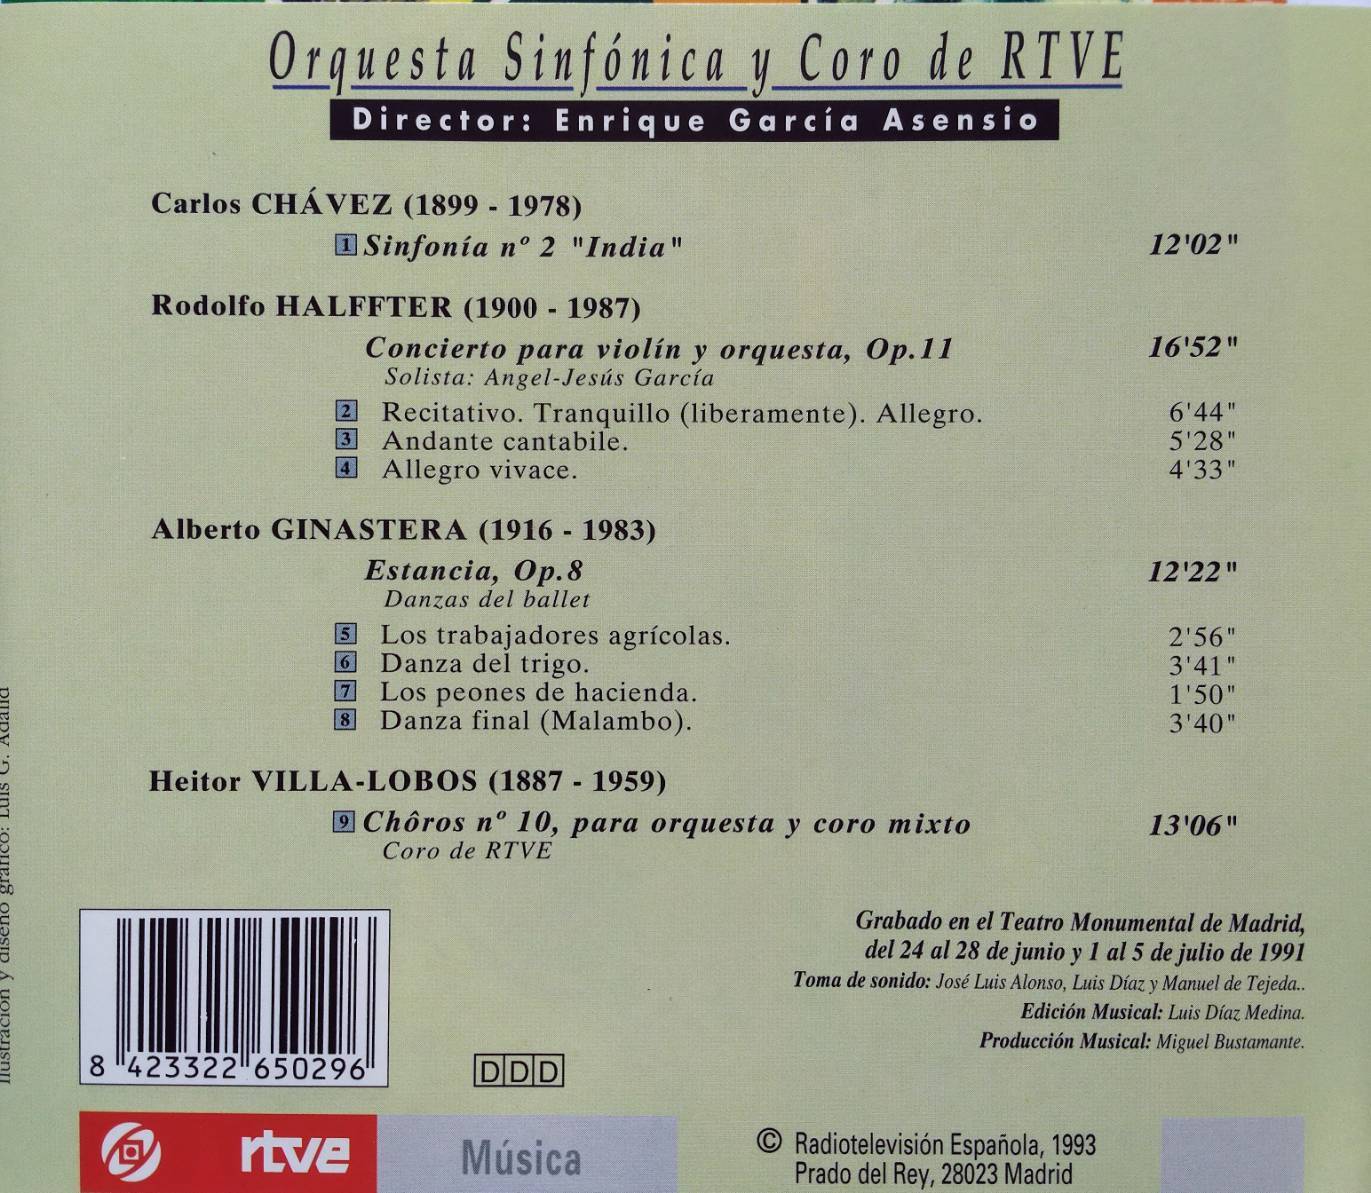 Orquesta Sinfónica y Coro de RTVE
Director: Enrique García Asensio
Carlos CHÁVEZ (1899 - 1978)
1 Sinfonía nº 2 "India" 12'02"
Rodolfo HALFFTER (1900 - 1987)
Concierto para violín y orquesta, Op.11 16'52"
Solista: Angel-Jesús García
2 Recitativo. Tranquillo (liberamente). Allegro. 6'44"
3 Andante cantabile. 5'28"
4 Allegro vivace. 4'33"
Alberto GINASTERA (1916 - 1983)
Estancia, Op.8 12'22"
Danzas del ballet
5 Los trabajadores agrícolas. 2'56"
6 Danza del trigo. 3'41"
7 Los peones de hacienda. 1'50"
8 Danza final (Malambo). 3'40"
Heitor VILLA-LOBOS (1887 - 1959)
9 Chôros nº 10, para orquesta y coro mixto 13'06"
Coro de RTVE
Grabado en el Teatro Monumental de Madrid,
del 24 al 28 de junio y 1 al 5 de julio de 1991
Toma de sonido: José Luis Alonso, Luis Díaz y Manuel de Tejeda..
Edición Musical: Luis Díaz Medina.
Producción Musical: Miguel Bustamante.
8 423322 650296
DDD
rtve Música
© Radiotelevisión Española, 1993
Prado del Rey, 28023 Madrid
Ilustración y diseño gráfico: Luis G. Adalid